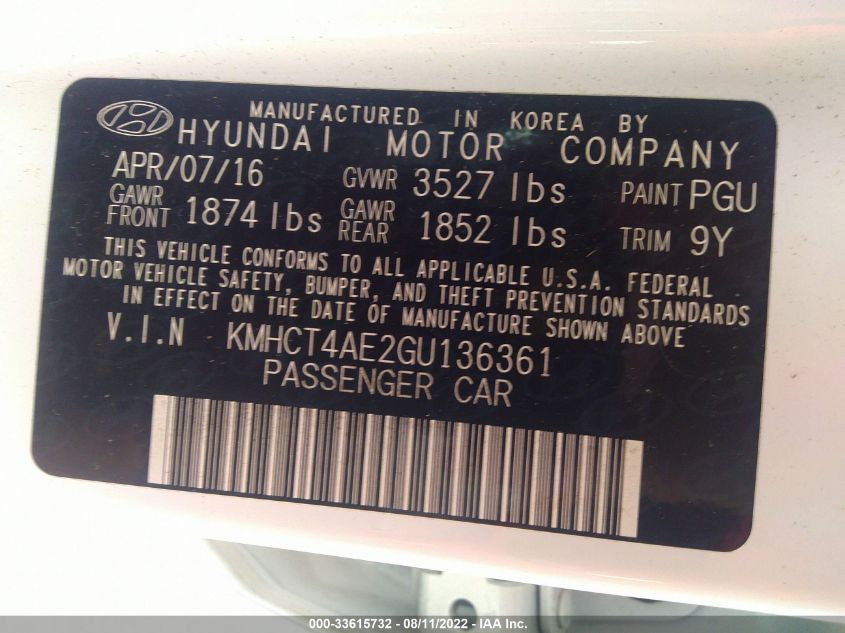 MANUFACTURED IN KOREA BY
HYUNDAI MOTOR COMPANY
APR/07/16 GVWR 3527 lbs PAINT PGU
GAWR FRONT 1874 lbs GAWR REAR 1852 lbs TRIM 9Y
THIS VEHICLE CONFORMS TO ALL APPLICABLE U.S.A. FEDERAL
MOTOR VEHICLE SAFETY, BUMPER, AND THEFT PREVENTION STANDARDS
IN EFFECT ON THE DATE OF MANUFACTURE SHOWN ABOVE
V.I.N KMHCT4AE2GU136361
PASSENGER CAR
000-33615732 - 08/11/2022 - IAA Inc.